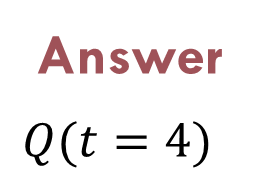 Answer
Q(t = 4)